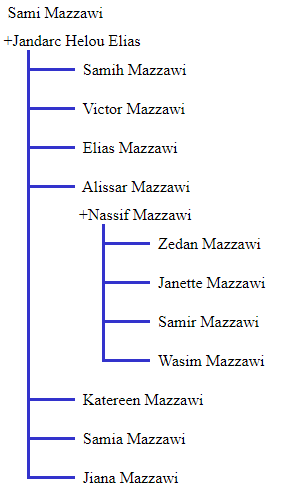 Sami Mazzawi
+Jandarc Helou Elias
Samih Mazzawi
Victor Mazzawi
Elias Mazzawi
Alissar Mazzawi
+Nassif Mazzawi
Zedan Mazzawi
Janette Mazzawi
Samir Mazzawi
Wasim Mazzawi
Katereen Mazzawi
Samia Mazzawi
Jiana Mazzawi